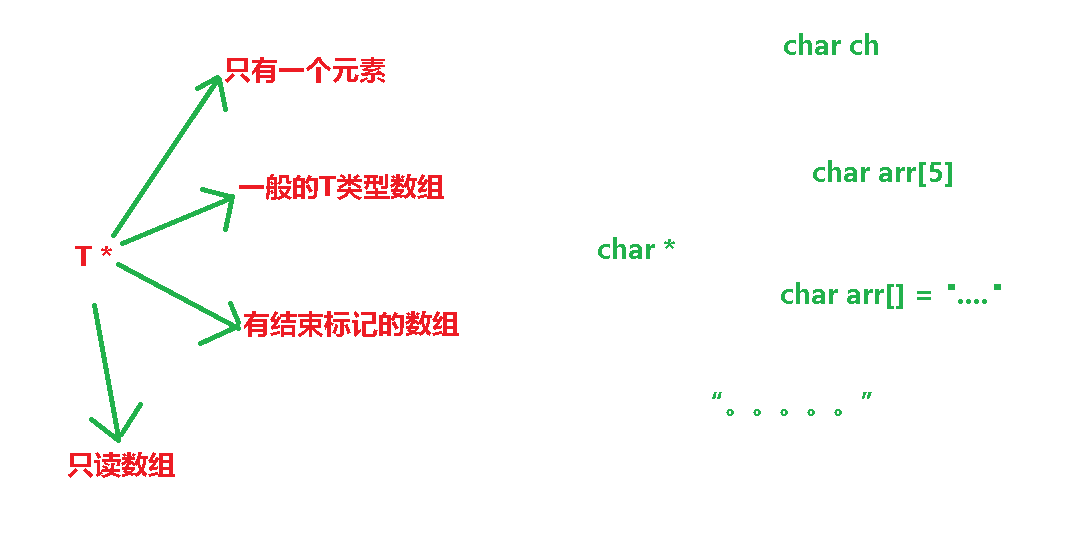 只有一个元素
一般的T类型数组
T *
有结束标记的数组
只读数组
char ch
char arr[5]
char *
char arr[] = "...."
“。。。。。”